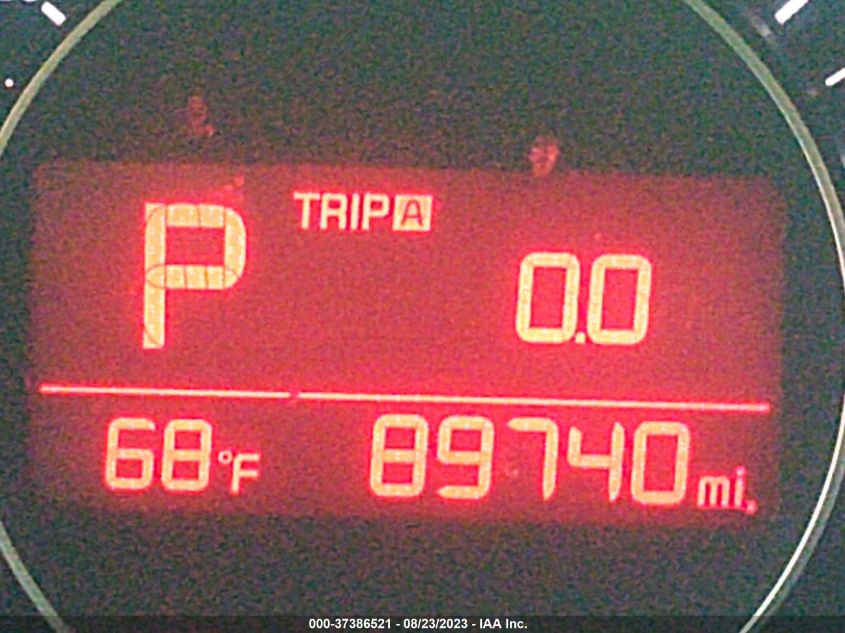 P TRIP A
0.0
68°F 89740 mi.
000-37386521 - 08/23/2023 - IAA Inc.